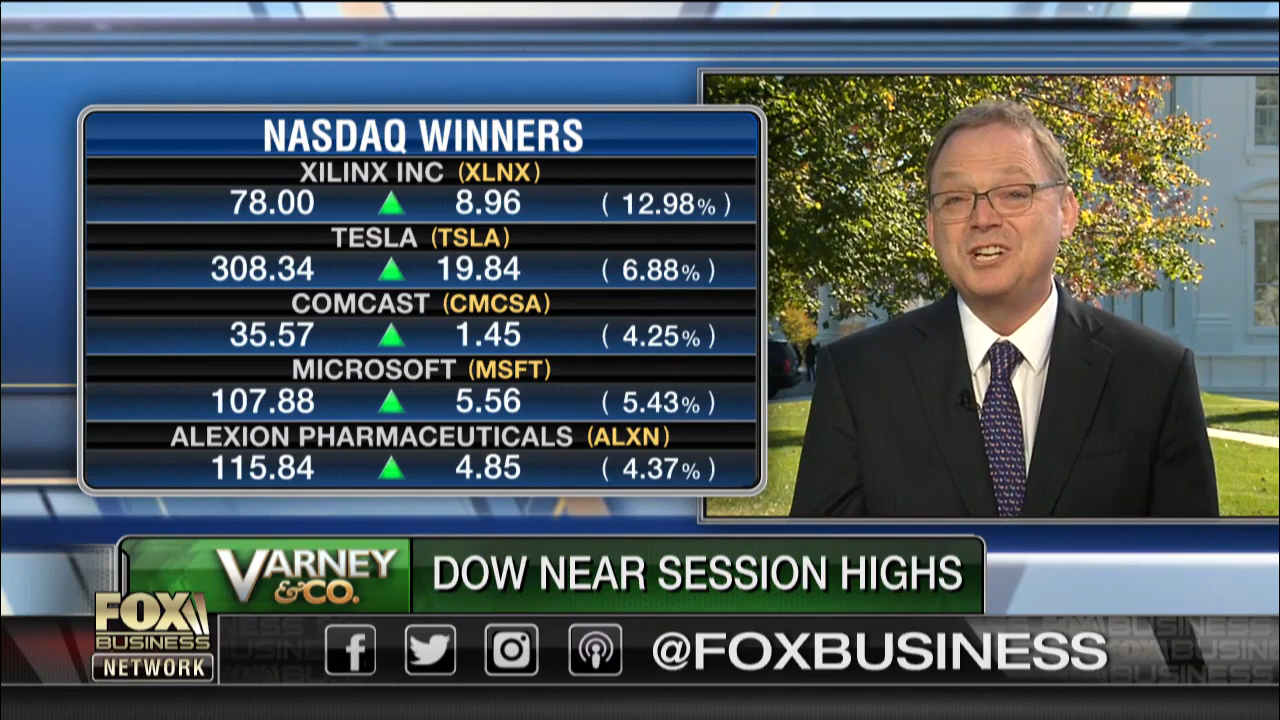 NASDAQ WINNERS
XILINX INC (XLNX)
78.00 ▲ 8.96 ( 12.98% )
TESLA (TSLA)
308.34 ▲ 19.84 ( 6.88% )
COMCAST (CMCSA)
35.57 ▲ 1.45 ( 4.25% )
MICROSOFT (MSFT)
107.88 ▲ 5.56 ( 5.43% )
ALEXION PHARMACEUTICALS (ALXN)
115.84 ▲ 4.85 ( 4.37% )
VARNEY
&CO.
DOW NEAR SESSION HIGHS
FOX
BUSINESS
NETWORK
@FOXBUSINESS